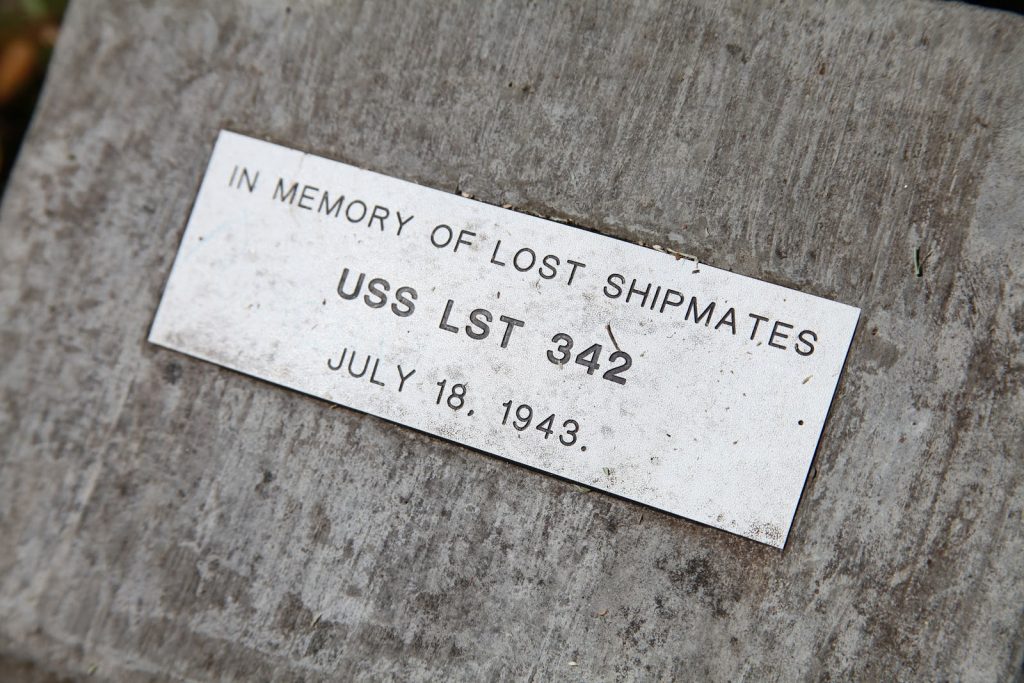 IN MEMORY OF LOST SHIPMATES
USS LST 342
JULY 18, 1943.